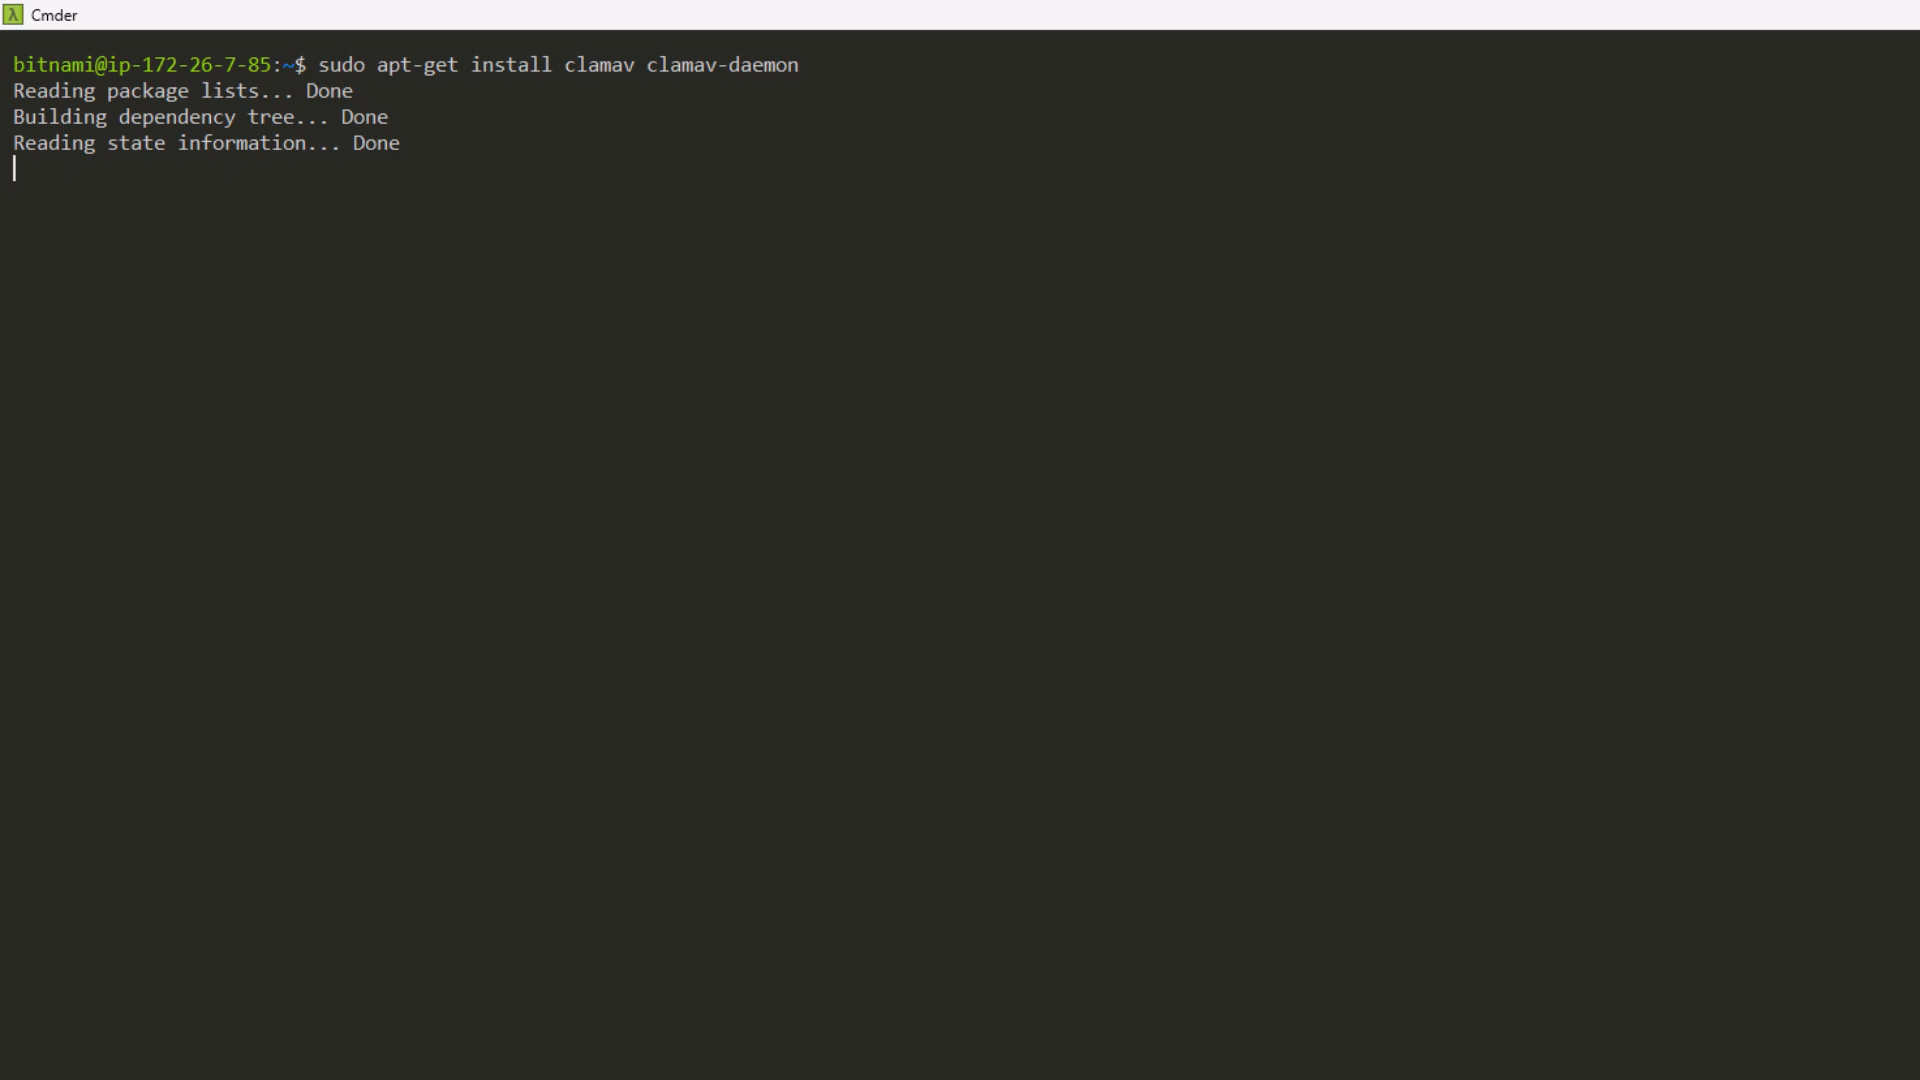 λ Cmder
bitnami@ip-172-26-7-85:~$ sudo apt-get install clamav clamav-daemon
Reading package lists... Done
Building dependency tree... Done
Reading state information... Done